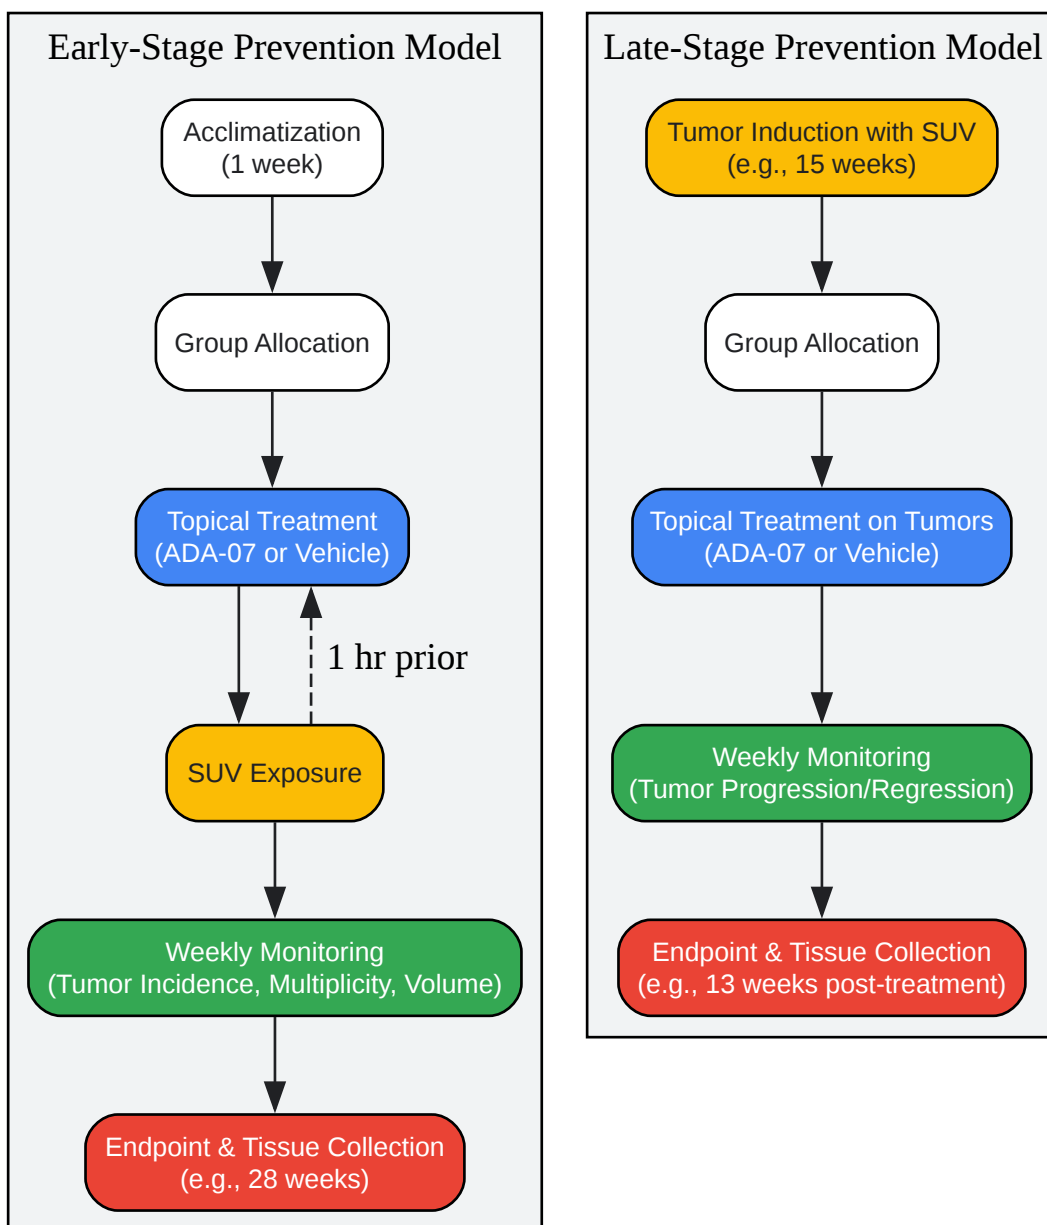 Early-Stage Prevention Model
Acclimatization
(1 week)
Group Allocation
Topical Treatment
(ADA-07 or Vehicle)
1 hr prior
SUV Exposure
Weekly Monitoring
(Tumor Incidence, Multiplicity, Volume)
Endpoint & Tissue Collection
(e.g., 28 weeks)
Late-Stage Prevention Model
Tumor Induction with SUV
(e.g., 15 weeks)
Group Allocation
Topical Treatment on Tumors
(ADA-07 or Vehicle)
Weekly Monitoring
(Tumor Progression/Regression)
Endpoint & Tissue Collection
(e.g., 13 weeks post-treatment)